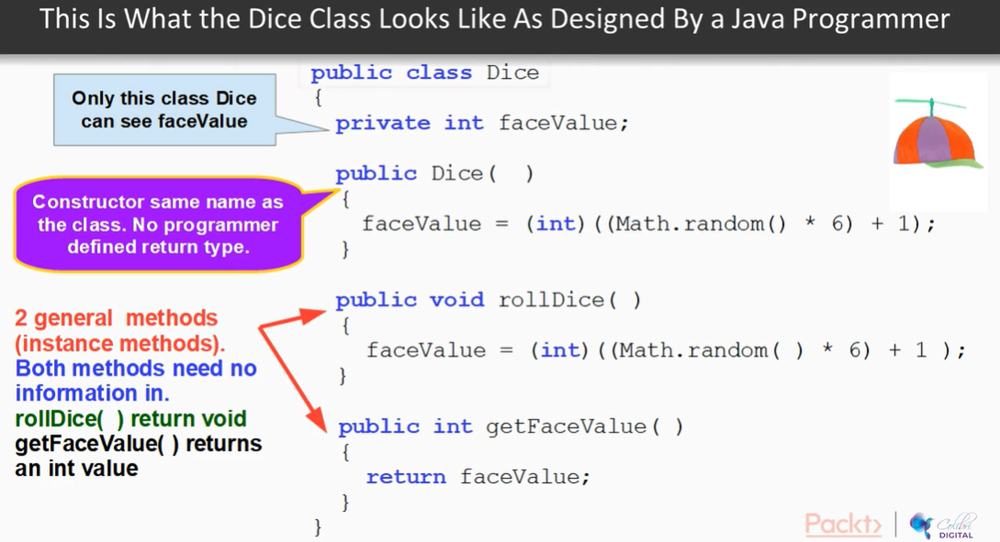 This Is What the Dice Class Looks Like As Designed By a Java Programmer
Only this class Dice
can see faceValue
Constructor same name as
the class. No programmer
defined return type.
2 general methods
(instance methods).
Both methods need no
information in.
rollDice( ) return void
getFaceValue( ) returns
an int value
public class Dice
{
private int faceValue;
public Dice( )
{
faceValue = (int)((Math.random() * 6) + 1);
}
public void rollDice( )
{
faceValue = (int)((Math.random( ) * 6) + 1 );
}
public int getFaceValue( )
{
return faceValue;
}
}
Packt>
Colibri
DIGITAL